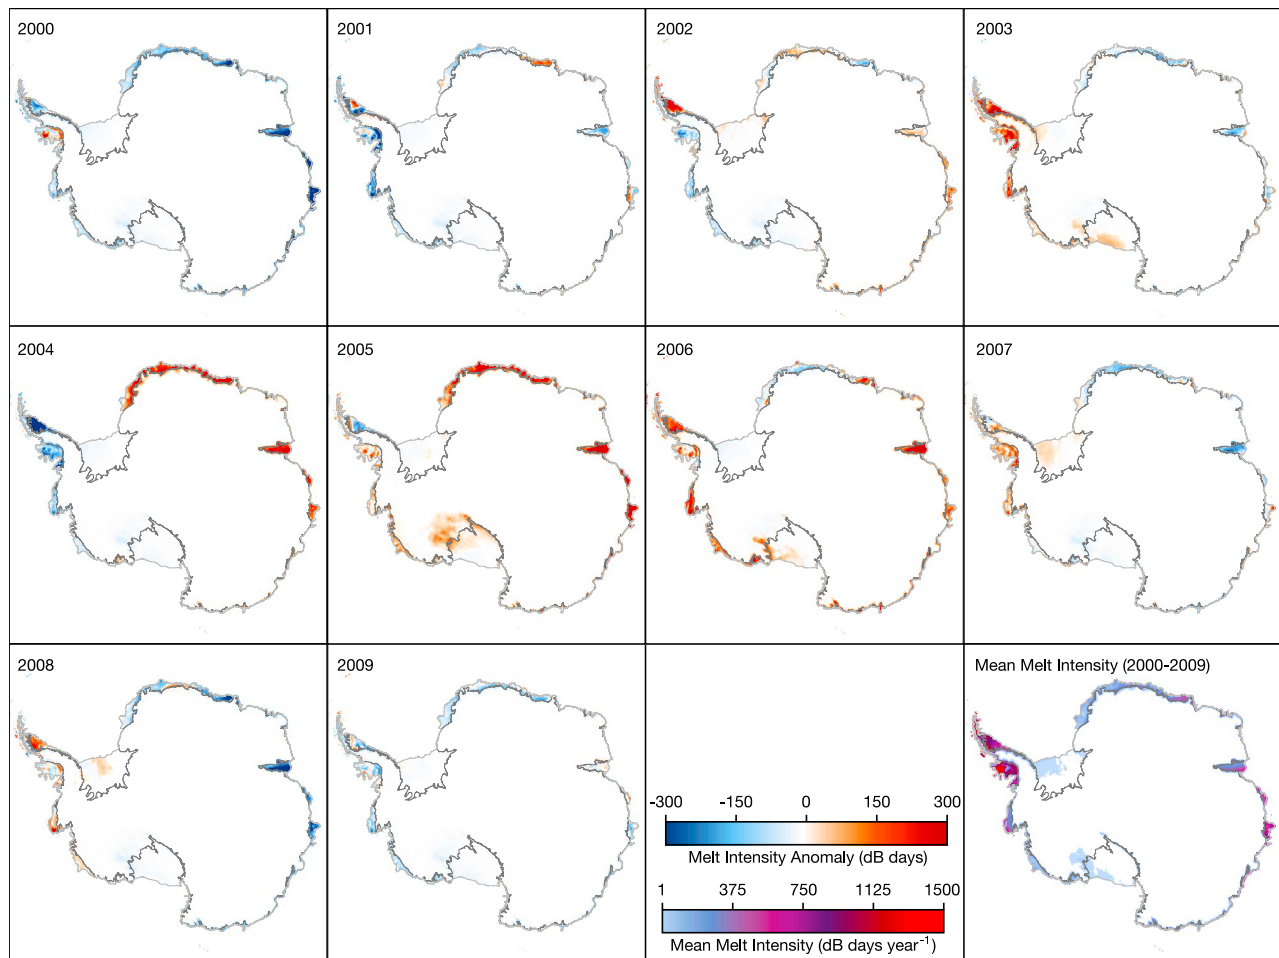 2000
2001
2002
2003
2004
2005
2006
2007
2008
2009
Mean Melt Intensity (2000-2009)
-300 -150 0 150 300
Melt Intensity Anomaly (dB days)
1 375 750 1125 1500
Mean Melt Intensity (dB days year⁻¹)